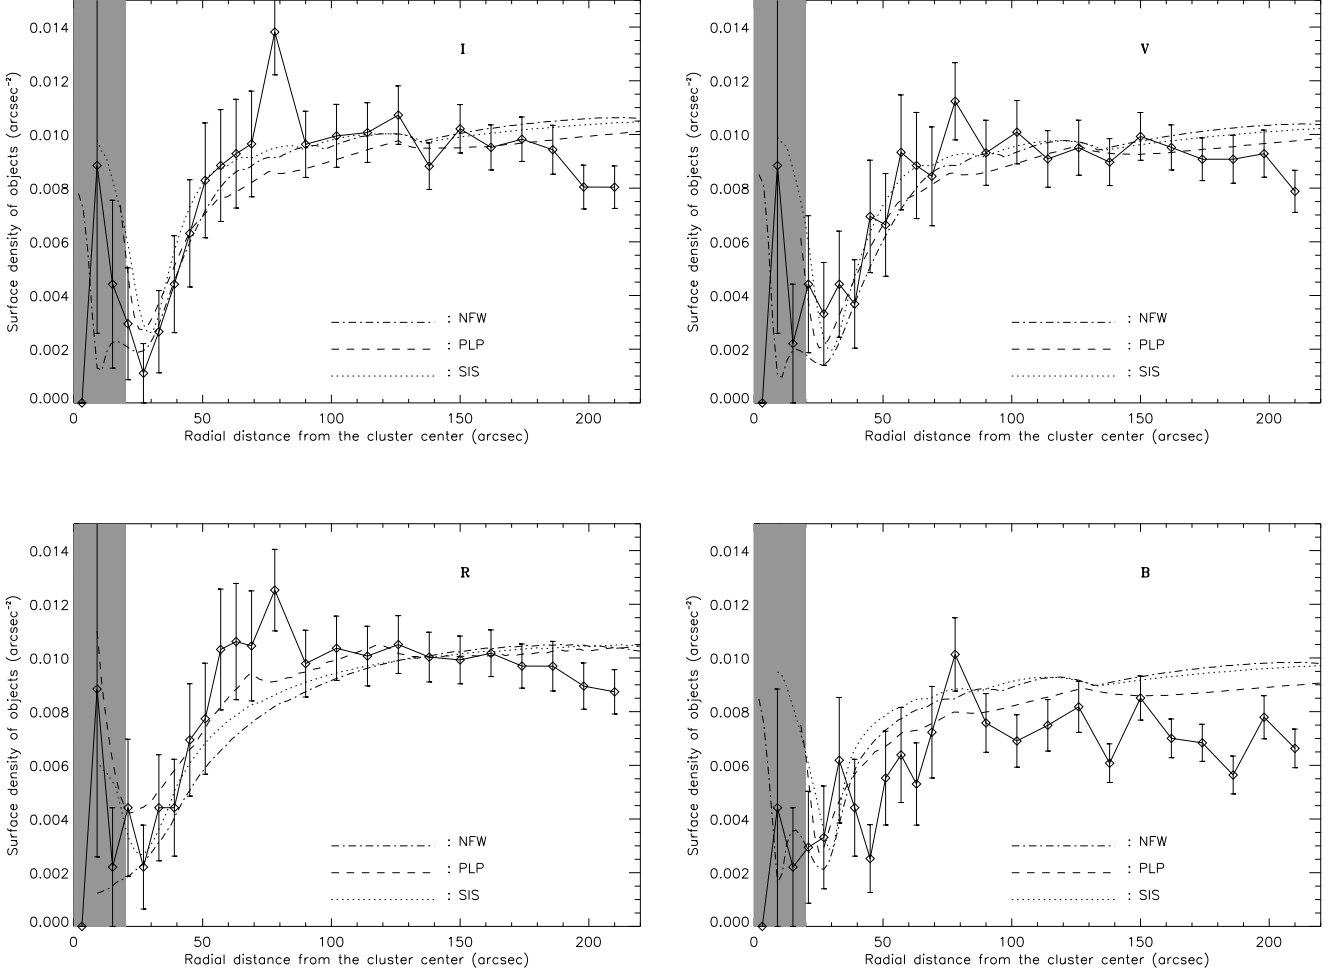 I
0.014
0.012
0.010
0.008
0.006
0.004
0.002
0.000
Surface density of objects (arcsec⁻²)
: NFW
: PLP
: SIS
0 50 100 150 200
Radial distance from the cluster center (arcsec)
V
0.014
0.012
0.010
0.008
0.006
0.004
0.002
0.000
Surface density of objects (arcsec⁻²)
: NFW
: PLP
: SIS
0 50 100 150 200
Radial distance from the cluster center (arcsec)
R
0.014
0.012
0.010
0.008
0.006
0.004
0.002
0.000
Surface density of objects (arcsec⁻²)
: NFW
: PLP
: SIS
0 50 100 150 200
Radial distance from the cluster center (arcsec)
B
0.014
0.012
0.010
0.008
0.006
0.004
0.002
0.000
Surface density of objects (arcsec⁻²)
: NFW
: PLP
: SIS
0 50 100 150 200
Radial distance from the cluster center (arcsec)